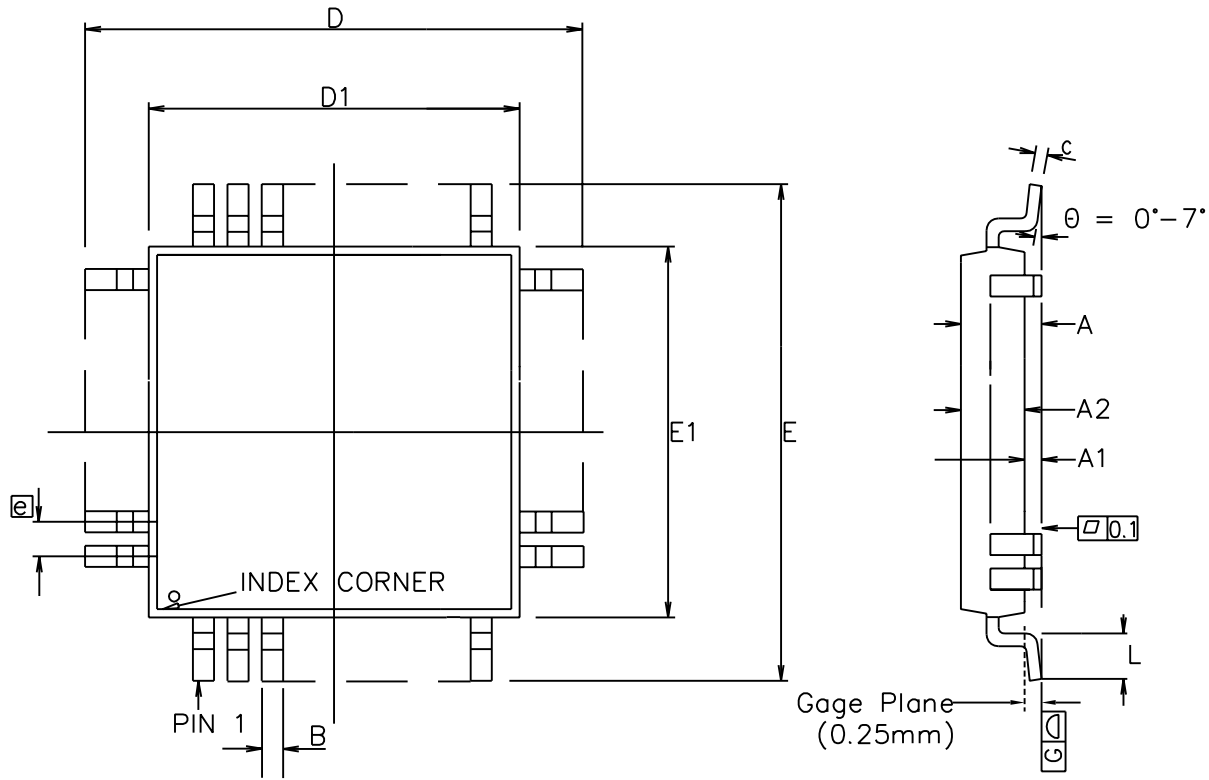 D
D1
c
θ = 0°–7°
A
A2
E1
E
A1
e
0.1
INDEX CORNER
L
Gage Plane
(0.25mm)
PIN 1
B
G